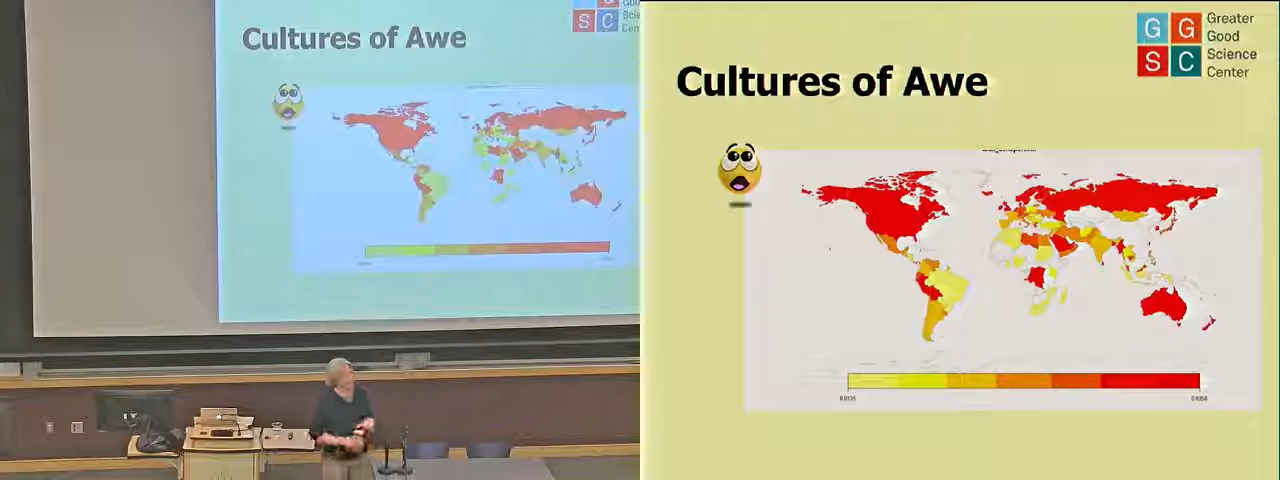 Cultures of Awe
G
S C
Cultures of Awe
G G
S C
Greater
Good
Science
Center